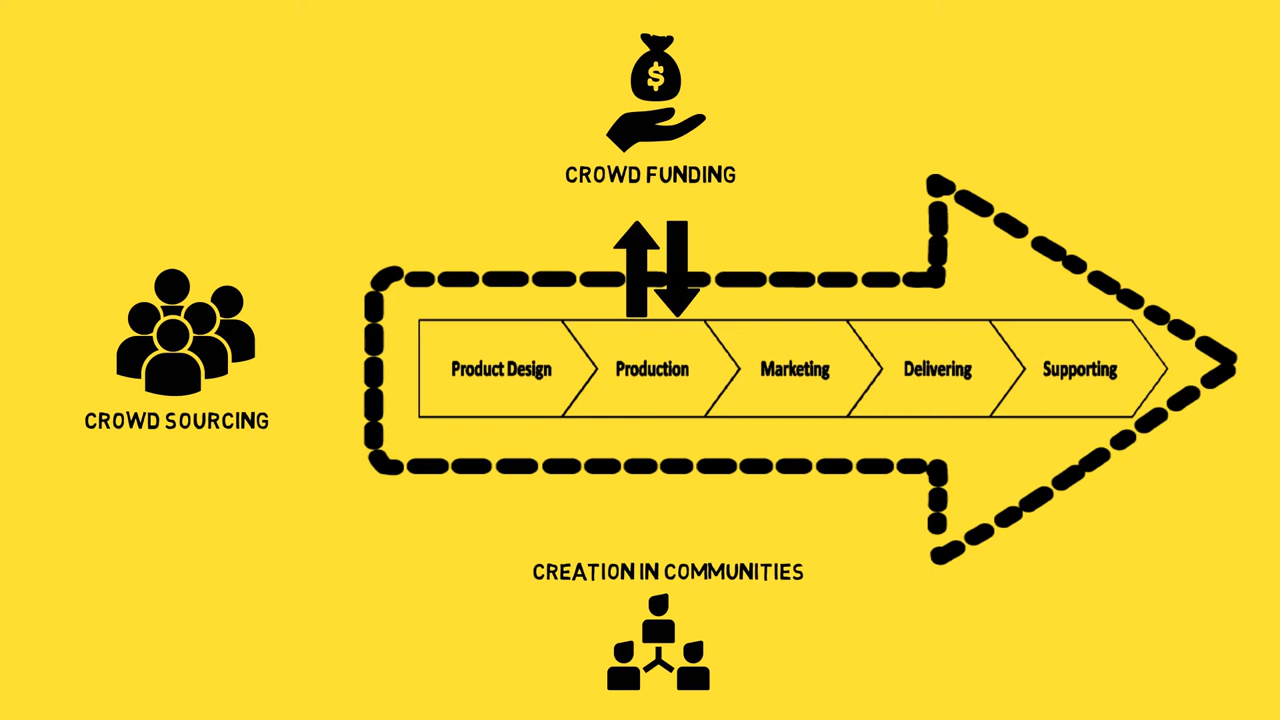 $
CROWD FUNDING
CROWD SOURCING
Product Design
Production
Marketing
Delivering
Supporting
CREATION IN COMMUNITIES